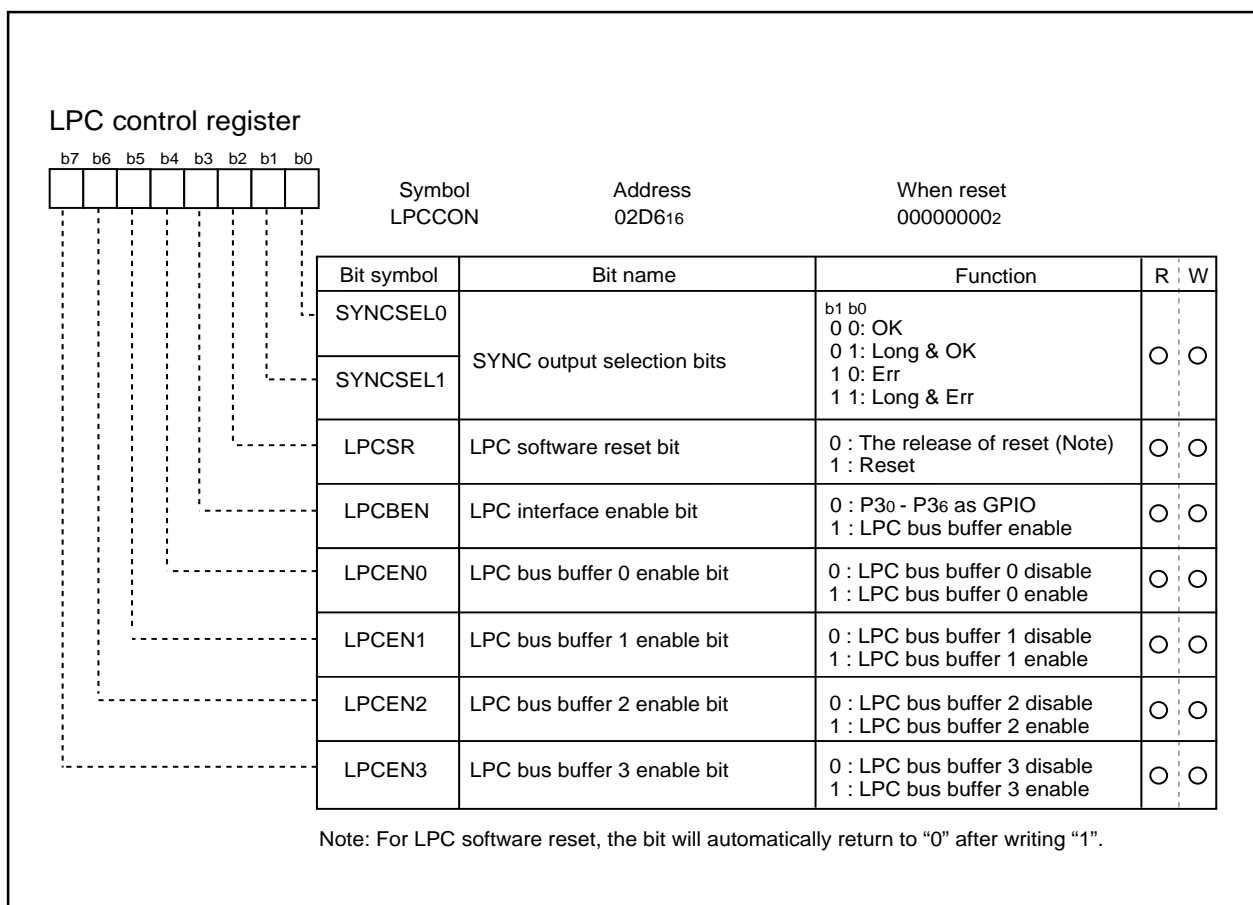 LPC control register
b7 b6 b5 b4 b3 b2 b1 b0
Symbol Address When reset
LPCCON 02D616 000000002
Bit symbol Bit name Function R W
SYNCSEL0
SYNCSEL1
SYNC output selection bits
b1 b0
0 0: OK
0 1: Long & OK
1 0: Err
1 1: Long & Err
LPCSR LPC software reset bit 0 : The release of reset (Note)
1 : Reset
LPCBEN LPC interface enable bit 0 : P30 - P36 as GPIO
1 : LPC bus buffer enable
LPCEN0 LPC bus buffer 0 enable bit 0 : LPC bus buffer 0 disable
1 : LPC bus buffer 0 enable
LPCEN1 LPC bus buffer 1 enable bit 0 : LPC bus buffer 1 disable
1 : LPC bus buffer 1 enable
LPCEN2 LPC bus buffer 2 enable bit 0 : LPC bus buffer 2 disable
1 : LPC bus buffer 2 enable
LPCEN3 LPC bus buffer 3 enable bit 0 : LPC bus buffer 3 disable
1 : LPC bus buffer 3 enable
Note: For LPC software reset, the bit will automatically return to “0” after writing “1”.